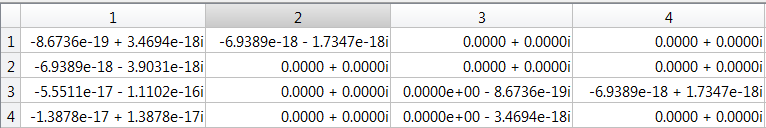 1 2 3 4
1 -8.6736e-19 + 3.4694e-18i -6.9389e-18 - 1.7347e-18i 0.0000 + 0.0000i 0.0000 + 0.0000i
2 -6.9389e-18 - 3.9031e-18i 0.0000 + 0.0000i 0.0000 + 0.0000i 0.0000 + 0.0000i
3 -5.5511e-17 - 1.1102e-16i 0.0000 + 0.0000i 0.0000e+00 - 8.6736e-19i -6.9389e-18 + 1.7347e-18i
4 -1.3878e-17 + 1.3878e-17i 0.0000 + 0.0000i 0.0000e+00 - 3.4694e-18i 0.0000 + 0.0000i